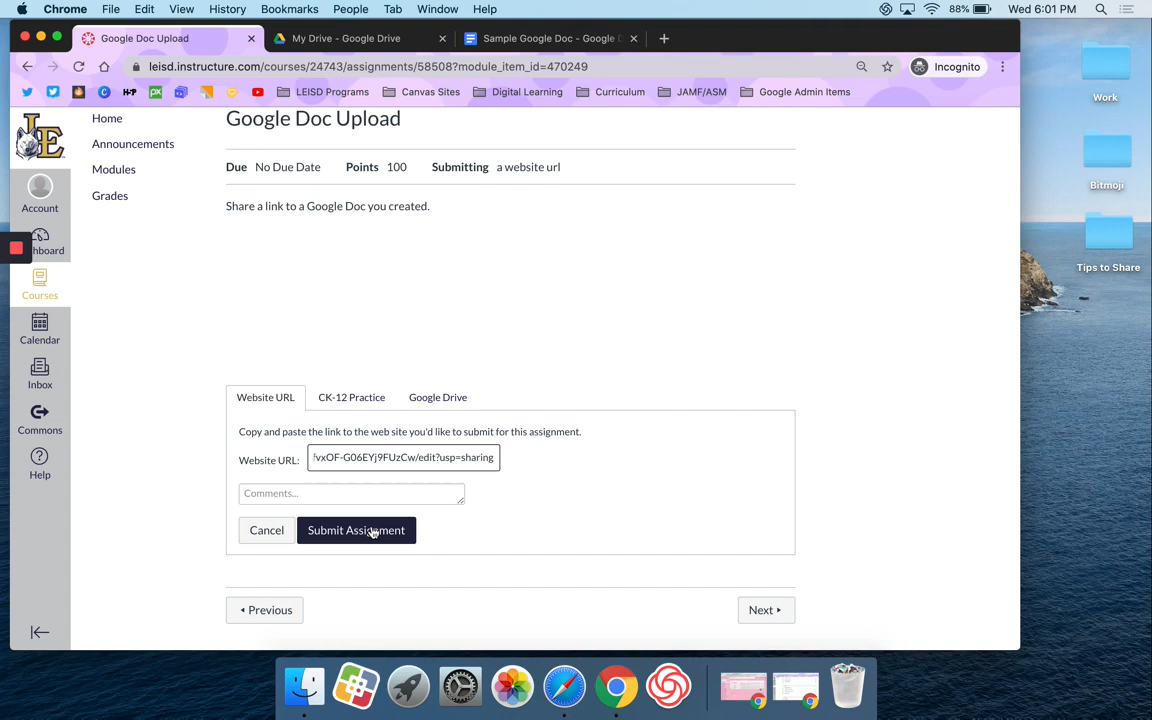 Chrome File Edit View History Bookmarks People Tab Window Help 88% Wed 6:01 PM
Google Doc Upload My Drive - Google Drive Sample Google Doc - Google D
leisd.instructure.com/courses/24743/assignments/58508?module_item_id=470249 Incognito
LEISD Programs Canvas Sites Digital Learning Curriculum JAMF/ASM Google Admin Items
Work
Bitmoji
Tips to Share
LE
Account
hboard
Courses
Calendar
Inbox
Commons
Help
Home
Announcements
Modules
Grades
Google Doc Upload
Due No Due Date Points 100 Submitting a website url
Share a link to a Google Doc you created.
Website URL CK-12 Practice Google Drive
Copy and paste the link to the web site you'd like to submit for this assignment.
Website URL: vxOF-G06EYj9FUzCw/edit?usp=sharing
Comments...
Cancel Submit Assignment
Previous Next